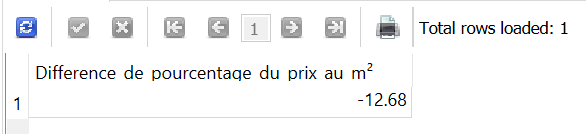 1
Total rows loaded: 1
Difference de pourcentage du prix au m²
1
-12.68